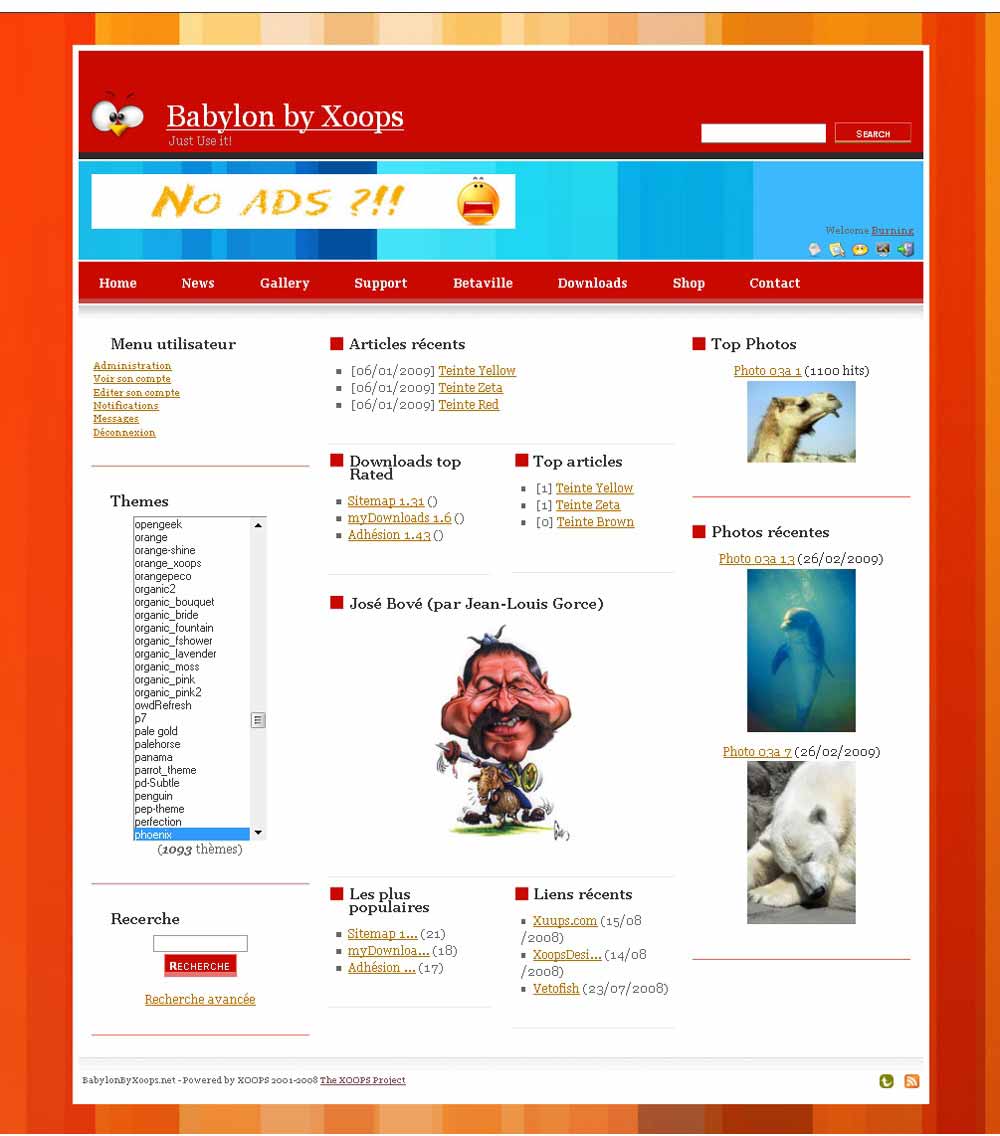 Babylon by Xoops
Just Use it!
SEARCH
No ADS ?!!
Welcome Burning
Home News Gallery Support Betaville Downloads Shop Contact
Menu utilisateur
Administration
Voir son compte
Editer son compte
Notifications
Messages
Déconnexion
Themes
opengeek
orange
orange-shine
orange_xoops
orangepeco
organic2
organic_bouquet
organic_bride
organic_fountain
organic_fshower
organic_lavender
organic_moss
organic_pink
organic_pink2
owdRefresh
p7
pale gold
palehorse
panama
parrot_theme
pd-Subtle
penguin
pep-theme
perfection
phoenix
(1093 thèmes)
Recerche
RECHERCHE
Recherche avancée
Articles récents
[06/01/2009] Teinte Yellow
[06/01/2009] Teinte Zeta
[06/01/2009] Teinte Red
Downloads top
Rated
Sitemap 1.31 ()
myDownloads 1.6 ()
Adhésion 1.43 ()
Top articles
[1] Teinte Yellow
[1] Teinte Zeta
[0] Teinte Brown
José Bové (par Jean-Louis Gorce)
Les plus
populaires
Sitemap 1... (21)
myDownloa... (18)
Adhésion ... (17)
Liens récents
Xuups.com (15/08
/2008)
XoopsDesi... (14/08
/2008)
Vetofish (23/07/2008)
Top Photos
Photo 03a 1 (1100 hits)
Photos récentes
Photo 03a 13 (26/02/2009)
Photo 03a 7 (26/02/2009)
BabylonByXoops.net - Powered by XOOPS 2001-2008 The XOOPS Project